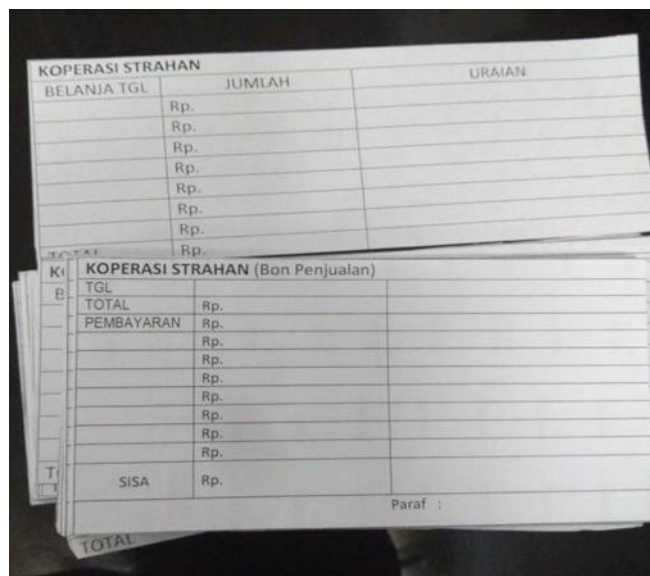 KOPERASI STRAHAN
BELANJA TGL JUMLAH URAIAN
Rp.
Rp.
Rp.
Rp.
Rp.
Rp.
Rp.
TOTAL Rp.
KOPERASI STRAHAN (Bon Penjualan)
TGL
TOTAL Rp.
PEMBAYARAN Rp.
Rp.
Rp.
Rp.
Rp.
Rp.
Rp.
Rp.
SISA Rp.
Paraf :
TOTAL